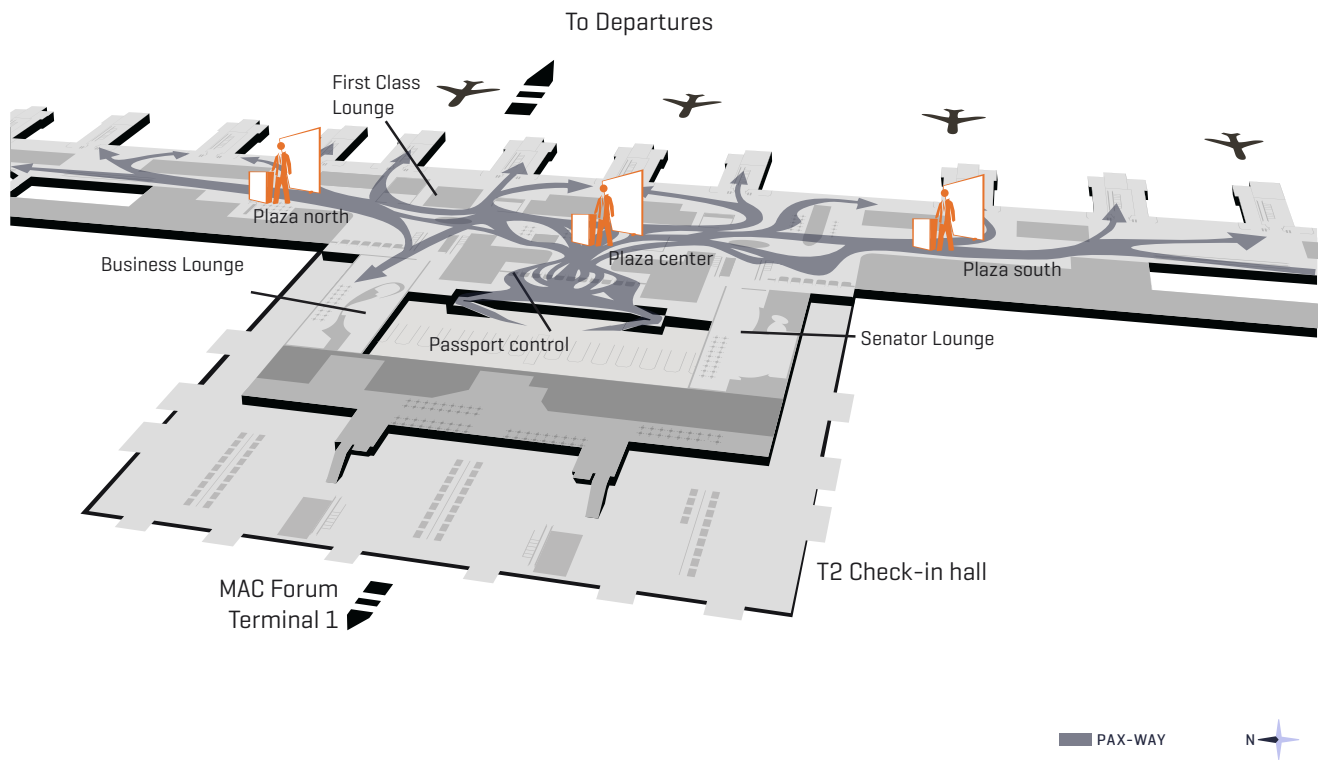 To Departures
First Class
Lounge
Plaza north
Business Lounge
Plaza center
Plaza south
Passport control
Senator Lounge
T2 Check-in hall
MAC Forum
Terminal 1
PAX-WAY
N